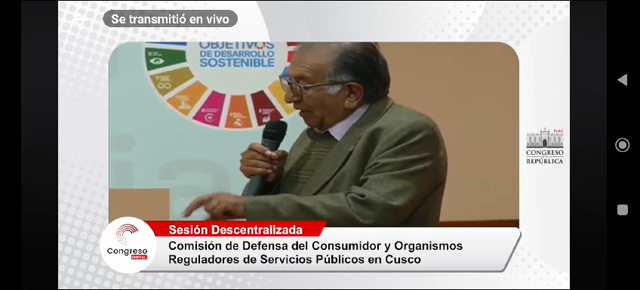 Se transmitió en vivo
OBJETIVOS
DE DESARROLLO
SOSTENIBLE
PERÚ
CONGRESO
REPÚBLICA
Sesión Descentralizada
Comisión de Defensa del Consumidor y Organismos
Reguladores de Servicios Públicos en Cusco
Congreso